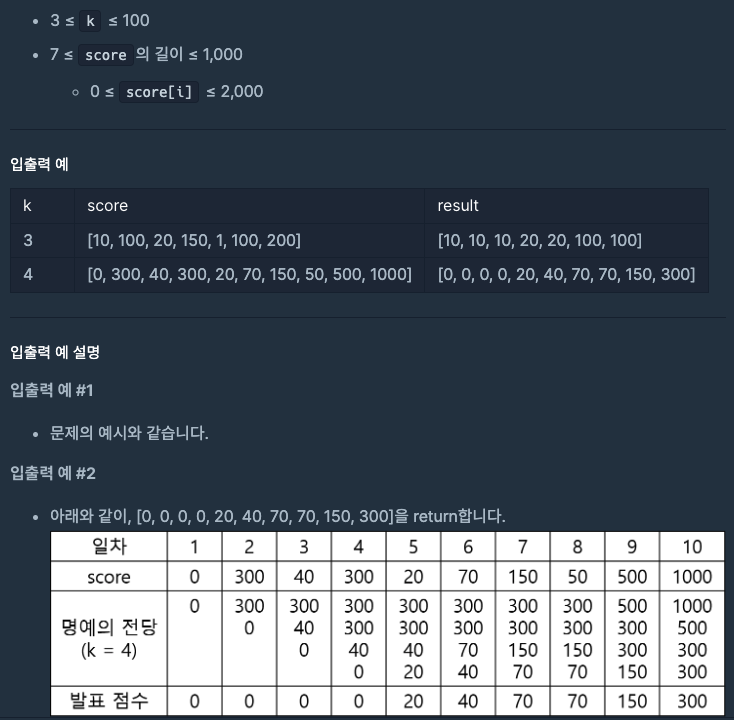 • 3 ≤ k ≤ 100
• 7 ≤ score의 길이 ≤ 1,000
◦ 0 ≤ score[i] ≤ 2,000
입출력 예
k score result
3 [10, 100, 20, 150, 1, 100, 200] [10, 10, 10, 20, 20, 100, 100]
4 [0, 300, 40, 300, 20, 70, 150, 50, 500, 1000] [0, 0, 0, 0, 20, 40, 70, 70, 150, 300]
입출력 예 설명
입출력 예 #1
• 문제의 예시와 같습니다.
입출력 예 #2
• 아래와 같이, [0, 0, 0, 0, 20, 40, 70, 70, 150, 300]을 return합니다.
일차 1 2 3 4 5 6 7 8 9 10
score 0 300 40 300 20 70 150 50 500 1000
0 300 300 300 300 300 300 300 500 1000
명예의 전당 0 40 300 300 300 300 300 300 500
(k = 4) 0 40 40 70 150 150 300 300
0 20 40 70 70 150 300
발표 점수 0 0 0 0 20 40 70 70 150 300